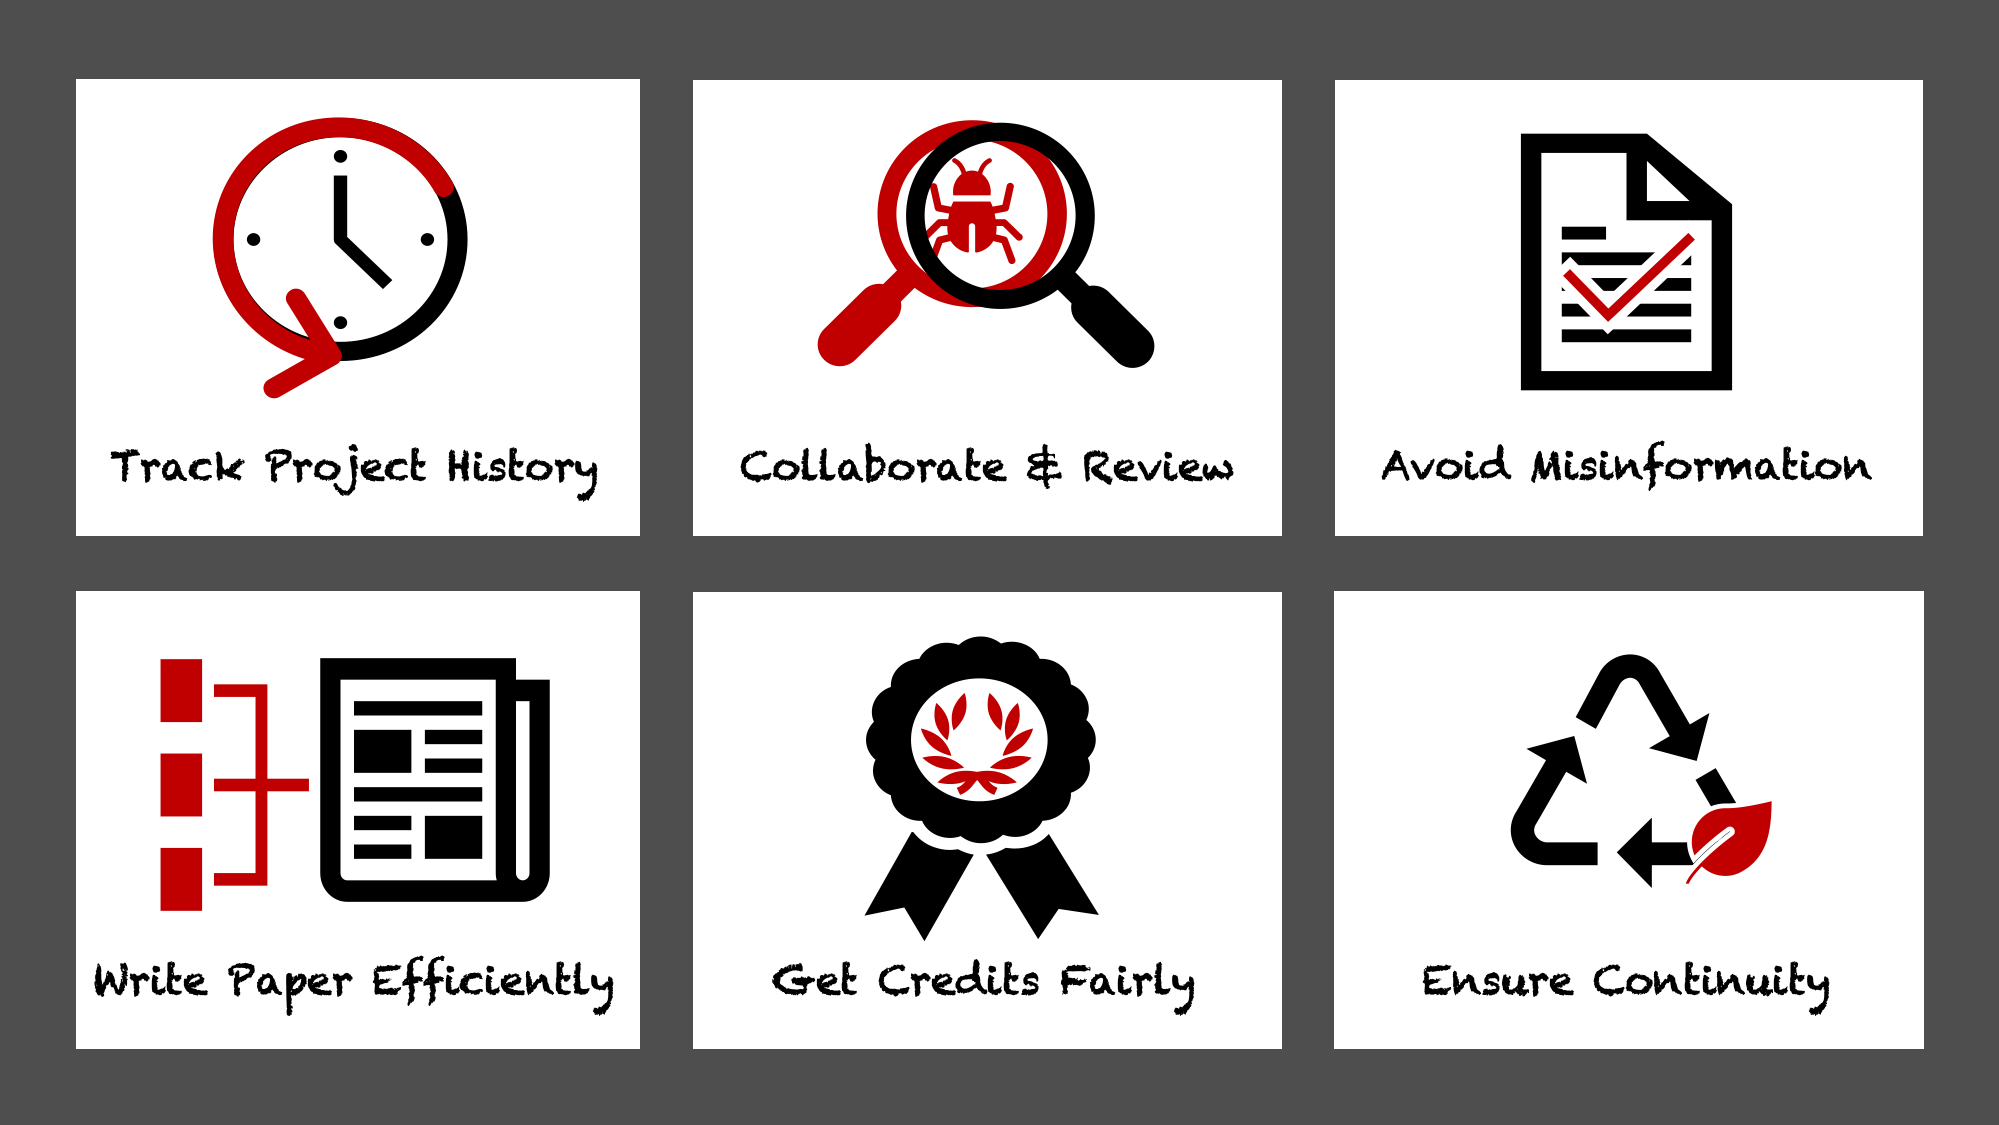 Track Project History
Collaborate & Review
Avoid Misinformation
Write Paper Efficiently
Get Credits Fairly
Ensure Continuity